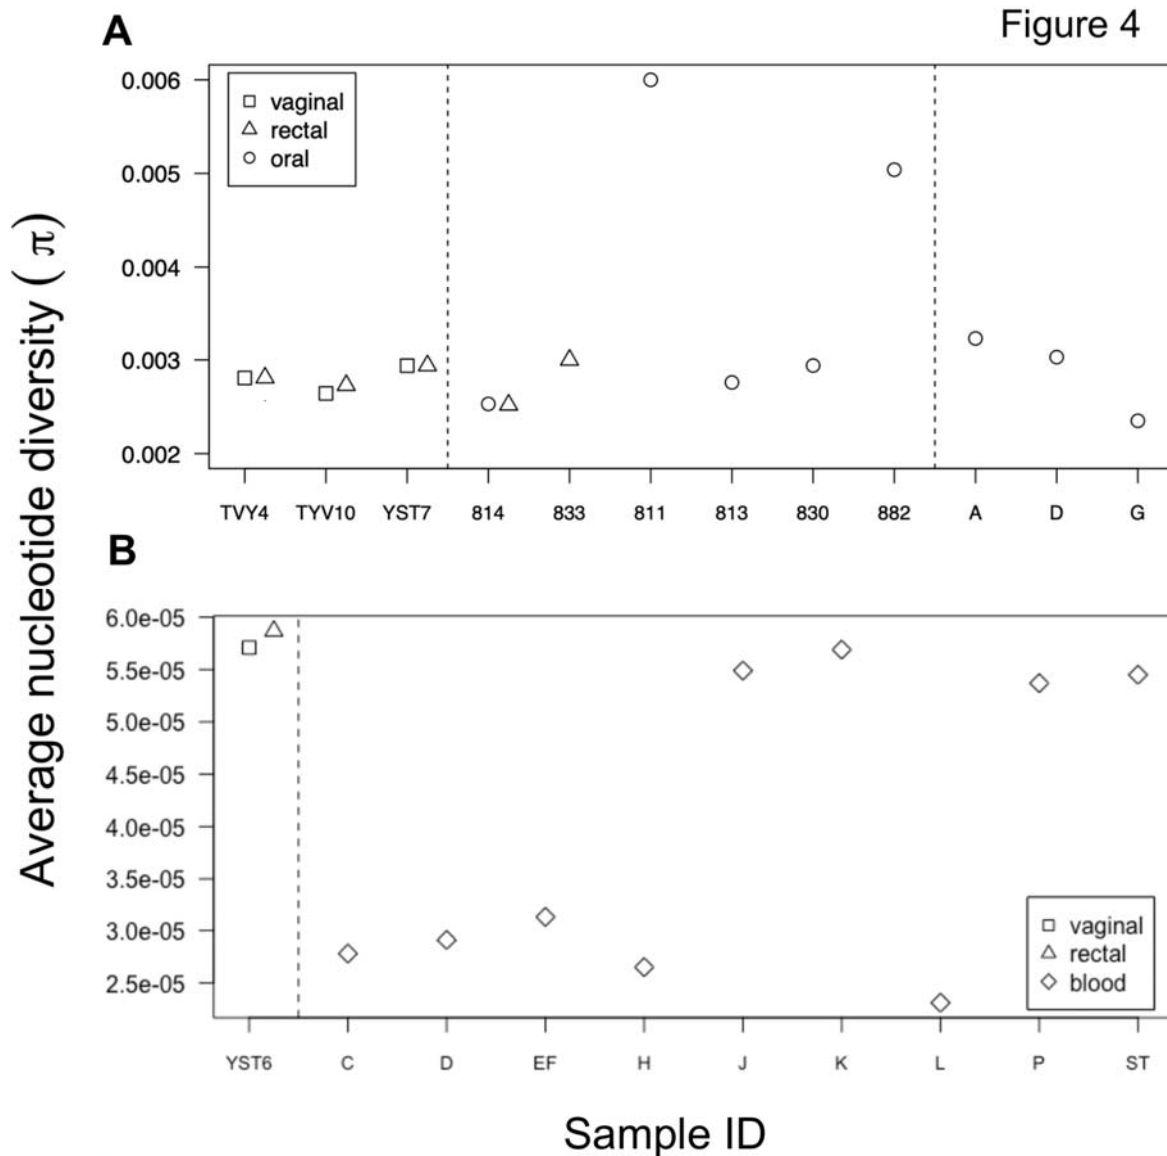 Figure 4
A
vaginal
rectal
oral
0.006
0.005
0.004
0.003
0.002
TVY4 TYV10 YST7 814 833 811 813 830 882 A D G
Average nucleotide diversity ( π)
B
6.0e-05
5.5e-05
5.0e-05
4.5e-05
4.0e-05
3.5e-05
3.0e-05
2.5e-05
vaginal
rectal
blood
YST6 C D EF H J K L P ST
Sample ID